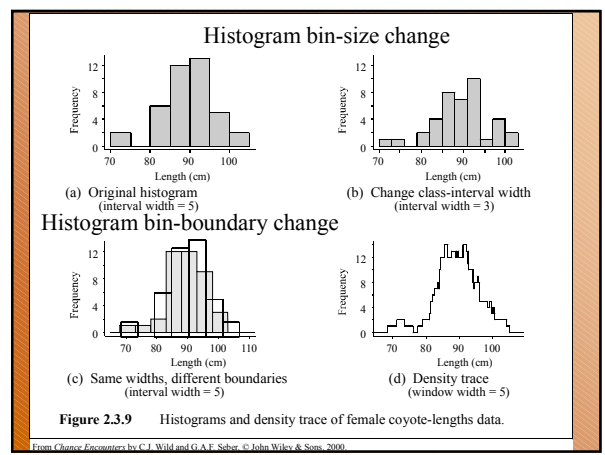 Histogram bin-size change
12
8
4
0
Frequency
70 80 90 100
Length (cm)
(a) Original histogram
(interval width = 5)
12
8
4
0
Frequency
70 80 90 100
Length (cm)
(b) Change class-interval width
(interval width = 3)
Histogram bin-boundary change
12
8
4
0
Frequency
70 80 90 100 110
Length (cm)
(c) Same widths, different boundaries
(interval width = 5)
12
8
4
0
Frequency
70 80 90 100
Length (cm)
(d) Density trace
(window width = 5)
Figure 2.3.9 Histograms and density trace of female coyote-lengths data.
From Chance Encounters by C.J. Wild and G.A.F. Seber, © John Wiley & Sons, 2000.